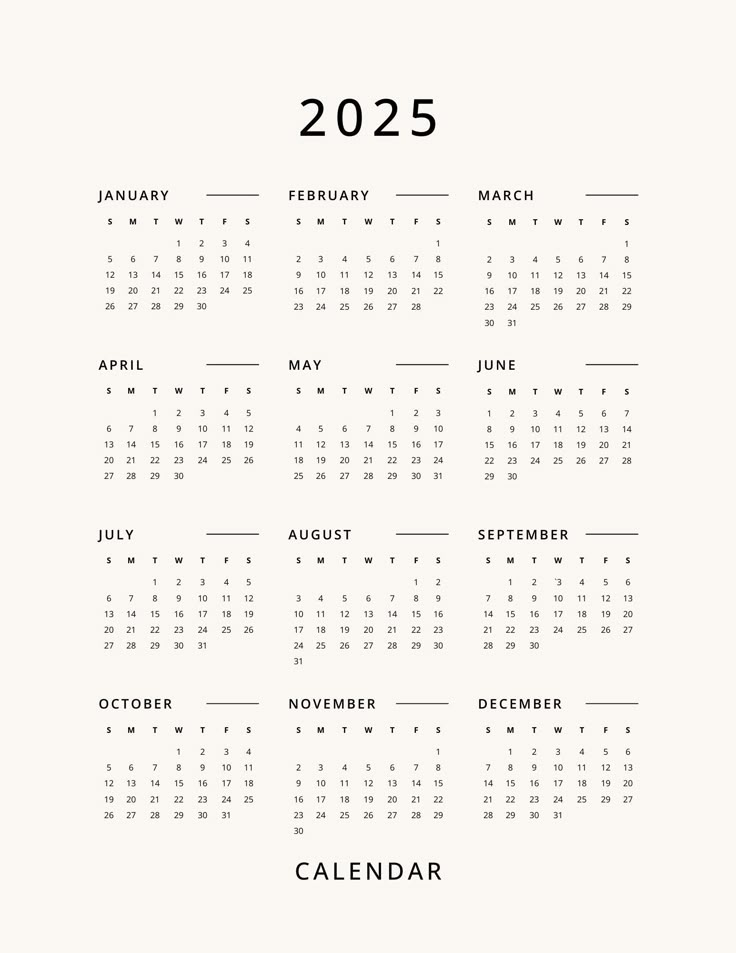 2025
JANUARY
S M T W T F S
1 2 3 4
5 6 7 8 9 10 11
12 13 14 15 16 17 18
19 20 21 22 23 24 25
26 27 28 29 30
FEBRUARY
S M T W T F S
1
2 3 4 5 6 7 8
9 10 11 12 13 14 15
16 17 18 19 20 21 22
23 24 25 26 27 28
MARCH
S M T W T F S
1
2 3 4 5 6 7 8
9 10 11 12 13 14 15
16 17 18 19 20 21 22
23 24 25 26 27 28 29
30 31
APRIL
S M T W T F S
1 2 3 4 5
6 7 8 9 10 11 12
13 14 15 16 17 18 19
20 21 22 23 24 25 26
27 28 29 30
MAY
S M T W T F S
1 2 3
4 5 6 7 8 9 10
11 12 13 14 15 16 17
18 19 20 21 22 23 24
25 26 27 28 29 30 31
JUNE
S M T W T F S
1 2 3 4 5 6 7
8 9 10 11 12 13 14
15 16 17 18 19 20 21
22 23 24 25 26 27 28
29 30
JULY
S M T W T F S
1 2 3 4 5
6 7 8 9 10 11 12
13 14 15 16 17 18 19
20 21 22 23 24 25 26
27 28 29 30 31
AUGUST
S M T W T F S
1 2
3 4 5 6 7 8 9
10 11 12 13 14 15 16
17 18 19 20 21 22 23
24 25 26 27 28 29 30
31
SEPTEMBER
S M T W T F S
1 2 `3 4 5 6
7 8 9 10 11 12 13
14 15 16 17 18 19 20
21 22 23 24 25 26 27
28 29 30
OCTOBER
S M T W T F S
1 2 3 4
5 6 7 8 9 10 11
12 13 14 15 16 17 18
19 20 21 22 23 24 25
26 27 28 29 30 31
NOVEMBER
S M T W T F S
1
2 3 4 5 6 7 8
9 10 11 12 13 14 15
16 17 18 19 20 21 22
23 24 25 26 27 28 29
30
DECEMBER
S M T W T F S
1 2 3 4 5 6
7 8 9 10 11 12 13
14 15 16 17 18 19 20
21 22 23 24 25 26 27
28 29 30 31
CALENDAR